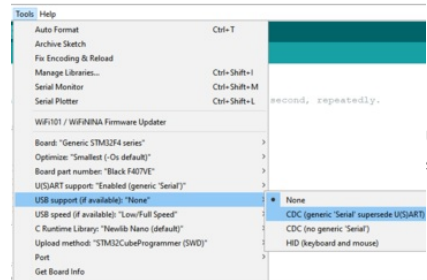 Tools Help
Auto Format Ctrl+T
Archive Sketch
Fix Encoding & Reload
Manage Libraries... Ctrl+Shift+I
Serial Monitor Ctrl+Shift+M
Serial Plotter Ctrl+Shift+L
second, repeatedly.
WiFi101 / WiFiNINA Firmware Updater
Board: "Generic STM32F4 series"
Optimize: "Smallest (-Os default)"
Board part number: "Black F407VE"
U(S)ART support: "Enabled (generic 'Serial')"
USB support (if available): "None"
None
USB speed (if available): "Low/Full Speed"
CDC (generic 'Serial' supersede U(S)ART)
C Runtime Library: "Newlib Nano (default)"
CDC (no generic 'Serial')
Upload method: "STM32CubeProgrammer (SWD)"
HID (keyboard and mouse)
Port
Get Board Info